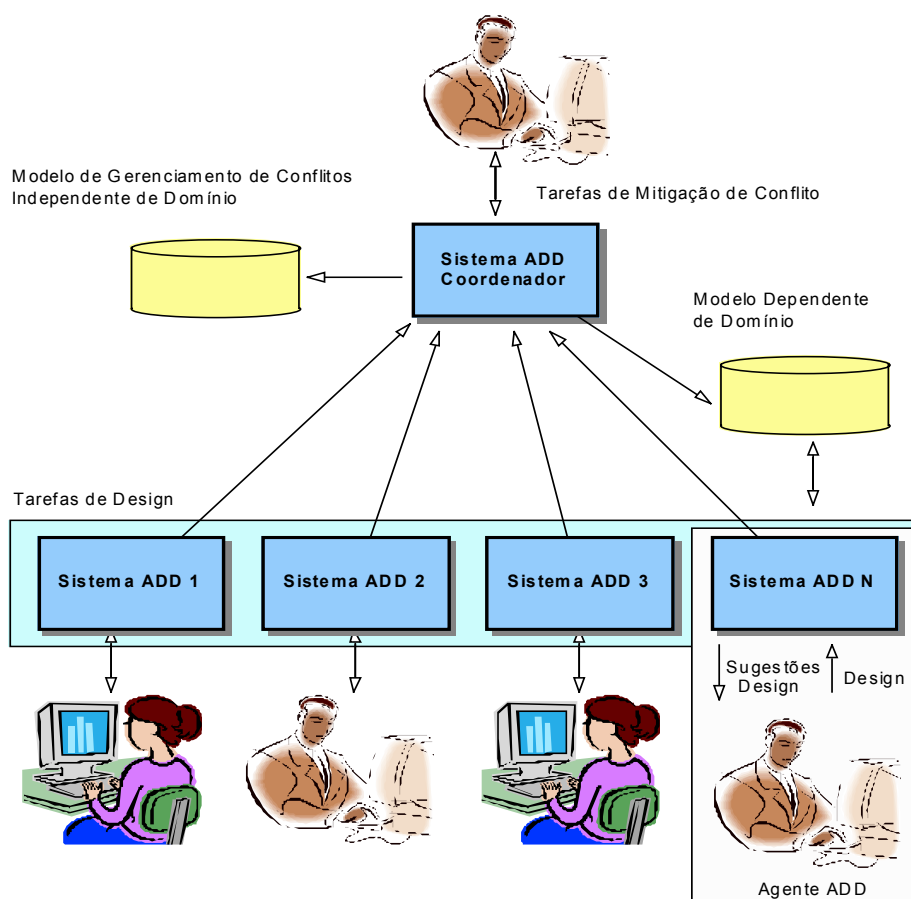 Modelo de Gerenciamento de Conflitos
Independente de Domínio
Tarefas de Mitigação de Conflito
Sistema ADD
Coordenador
Modelo Dependente
de Domínio
Tarefas de Design
Sistema ADD 1
Sistema ADD 2
Sistema ADD 3
Sistema ADD N
Sugestões
Design
Design
Agente ADD